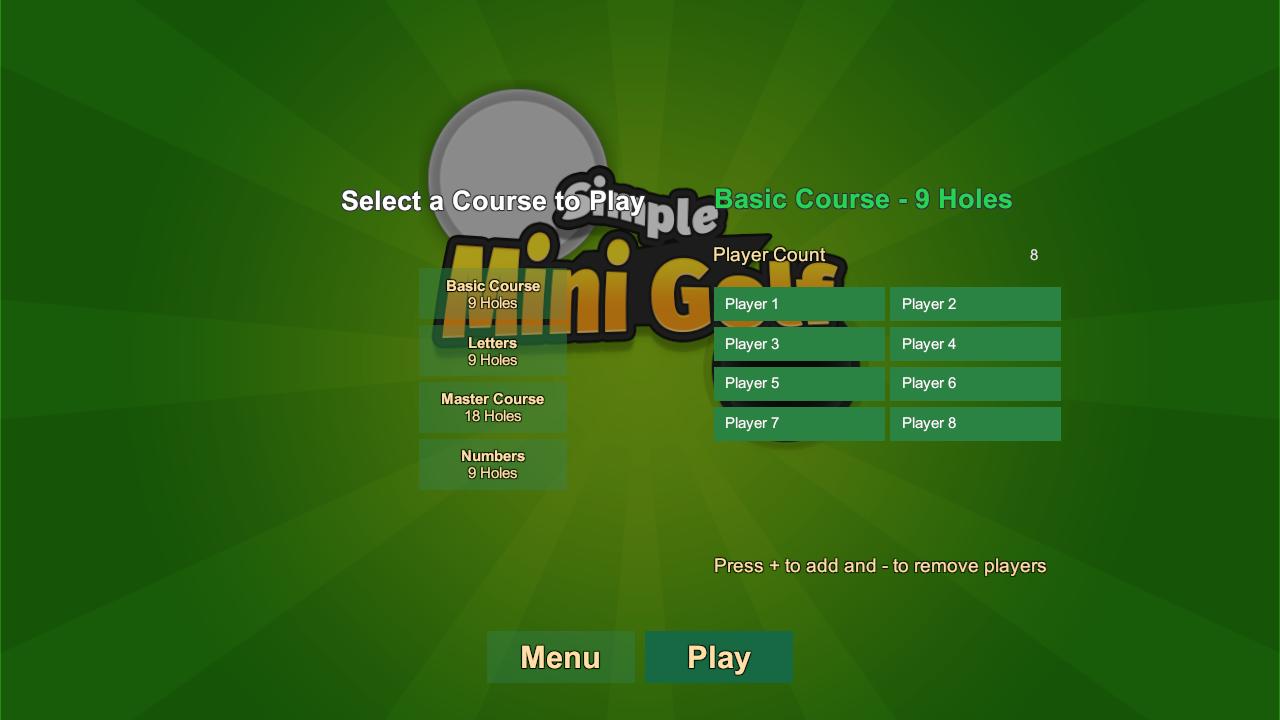 Select a Course to Play
Simple
Mini Golf
Basic Course
9 Holes
Letters
9 Holes
Master Course
18 Holes
Numbers
9 Holes
Basic Course - 9 Holes
Player Count 8
Player 1 Player 2
Player 3 Player 4
Player 5 Player 6
Player 7 Player 8
Press + to add and - to remove players
Menu Play